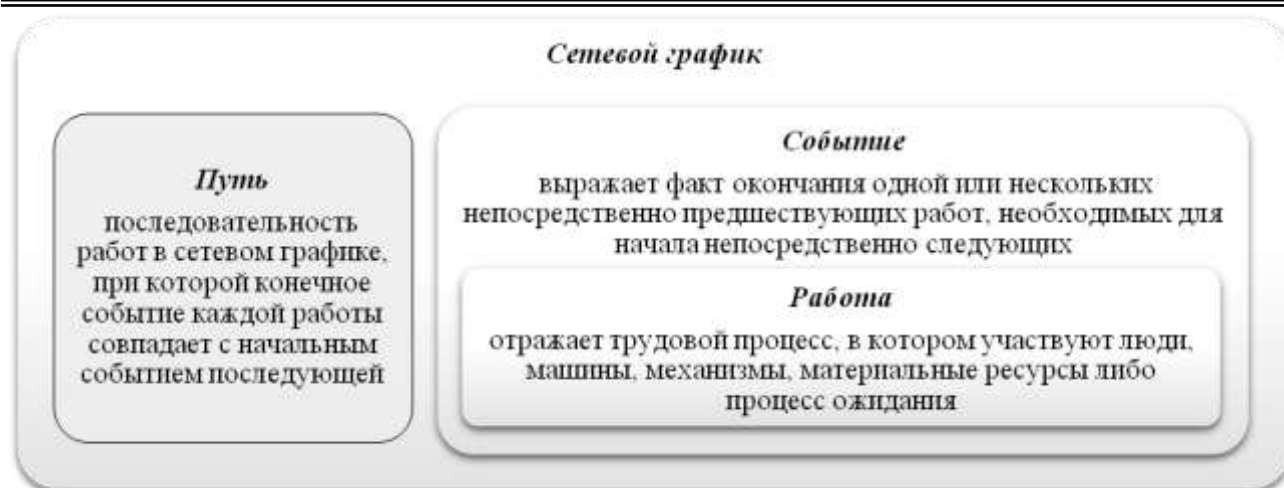 Сетевой график
Путь
последовательность
работ в сетевом графике,
при которой конечное
событие каждой работы
совпадает с начальным
событием последующей
Событие
выражает факт окончания одной или нескольких
непосредственно предшествующих работ, необходимых для
начала непосредственно следующих
Работа
отражает трудовой процесс, в котором участвуют люди,
машины, механизмы, материальные ресурсы либо
процесс ожидания